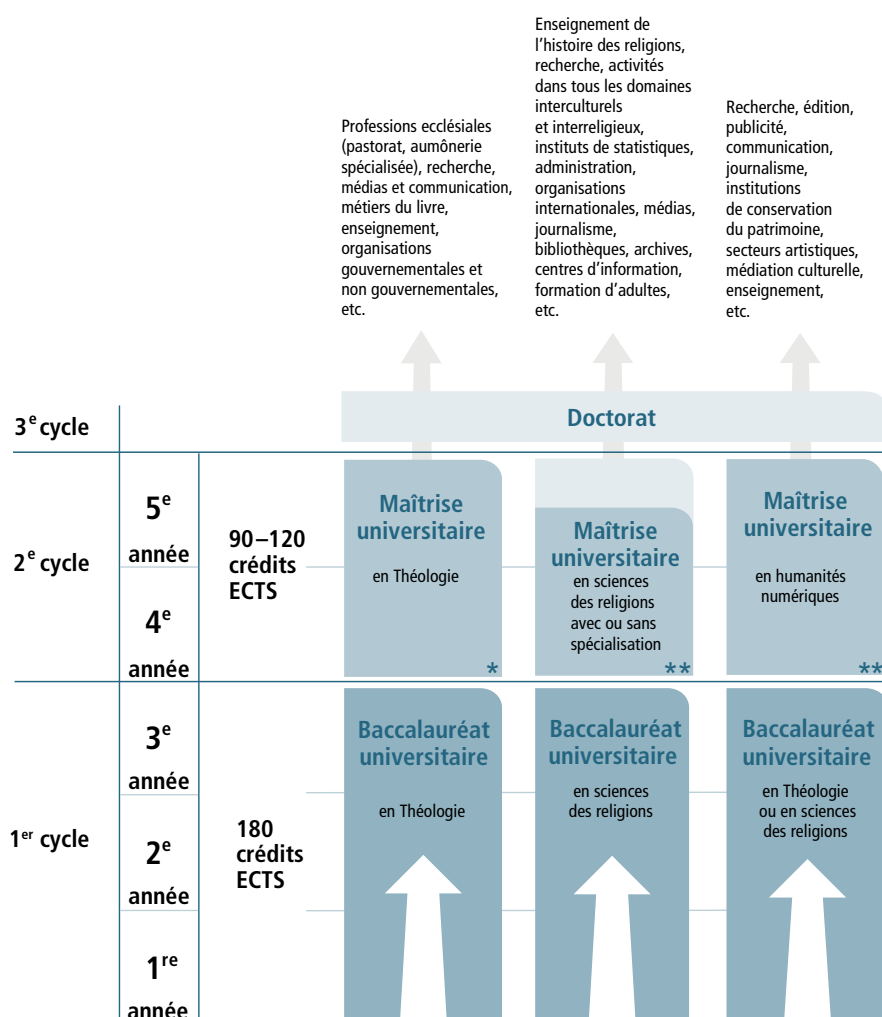 Professions ecclésiales
(pastorat, aumônerie
spécialisée), recherche,
médias et communication,
métiers du livre,
enseignement,
organisations
gouvernementales et
non gouvernementales,
etc.
Enseignement de
l'histoire des religions,
recherche, activités
dans tous les domaines
interculturels
et interreligieux,
instituts de statistiques,
administration,
organisations
internationales, médias,
journalisme,
bibliothèques, archives,
centres d'information,
formation d'adultes,
etc.
Recherche, édition,
publicité,
communication,
journalisme,
institutions
de conservation
du patrimoine,
secteurs artistiques,
médiation culturelle,
enseignement,
etc.
3e cycle
Doctorat
2e cycle
5e
année
4e
année
90–120
crédits
ECTS
Maîtrise
universitaire
en Théologie
*
Maîtrise
universitaire
en sciences
des religions
avec ou sans
spécialisation
**
Maîtrise
universitaire
en humanités
numériques
**
1er cycle
3e
année
2e
année
1re
année
180
crédits
ECTS
Baccalauréat
universitaire
en Théologie
Baccalauréat
universitaire
en sciences
des religions
Baccalauréat
universitaire
en Théologie
ou en sciences
des religions